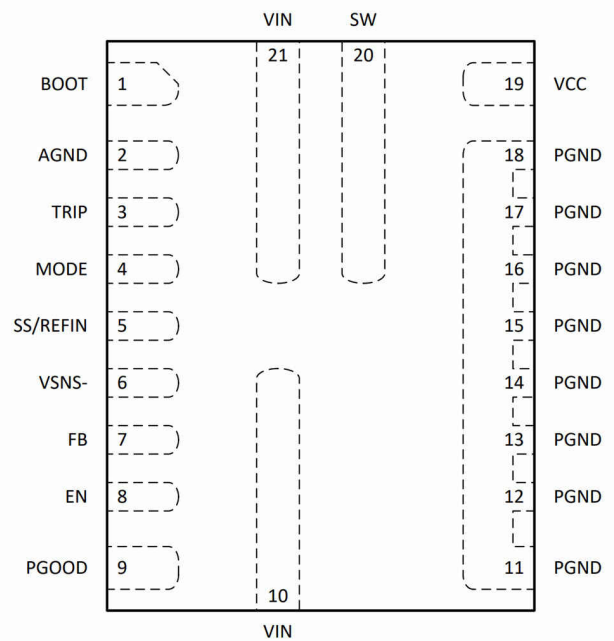 VIN SW
21 20
BOOT 1 19 VCC
AGND 2 18 PGND
TRIP 3 17 PGND
MODE 4 16 PGND
SS/REFIN 5 15 PGND
VSNS- 6 14 PGND
FB 7 13 PGND
EN 8 12 PGND
PGOOD 9 11 PGND
10
VIN